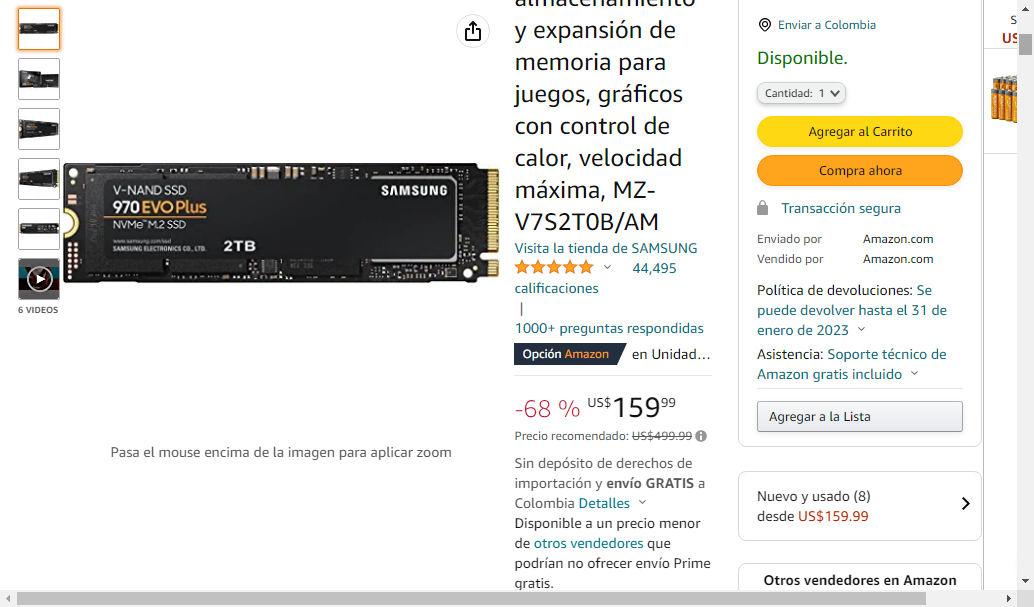 6 VIDEOS
V-NAND SSD
970 EVO Plus
NVMe™ M.2 SSD
www.samsung.com/ssd
SAMSUNG ELECTRONICS CO., LTD.
2TB
SAMSUNG
Pasa el mouse encima de la imagen para aplicar zoom
almacenamiento
y expansión de
memoria para
juegos, gráficos
con control de
calor, velocidad
máxima, MZ-
V7S2T0B/AM
Visita la tienda de SAMSUNG
44,495
calificaciones
|
1000+ preguntas respondidas
Opción Amazon en Unidad...
-68 % US$159 99
Precio recomendado: US$499.99
Sin depósito de derechos de
importación y envío GRATIS a
Colombia Detalles
Disponible a un precio menor
de otros vendedores que
podrían no ofrecer envío Prime
gratis.
Enviar a Colombia
Disponible.
Cantidad: 1
Agregar al Carrito
Compra ahora
Transacción segura
Enviado por Amazon.com
Vendido por Amazon.com
Política de devoluciones: Se
puede devolver hasta el 31 de
enero de 2023
Asistencia: Soporte técnico de
Amazon gratis incluido
Agregar a la Lista
Nuevo y usado (8)
desde US$159.99
Otros vendedores en Amazon
S
US